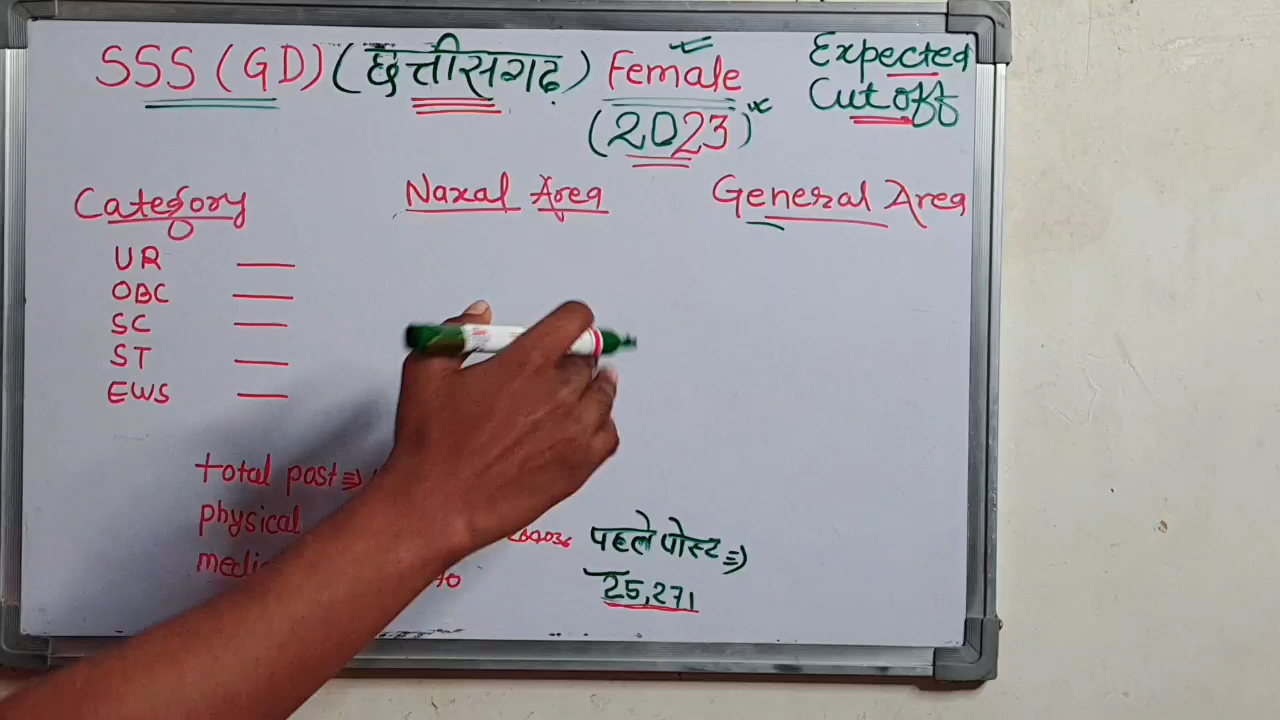 SSS (GD) (छत्तीसगढ़) Female
(2023)
Expected
Cutoff
Category Naxal Area General Area
UR —
OBC —
SC —
ST —
EWS —
total post ⇒
physical
पहले पोस्ट ⇒
25,271